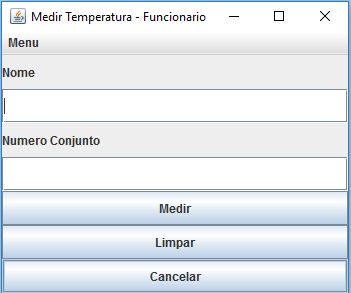 Medir Temperatura - Funcionario
Menu
Nome
Numero Conjunto
Medir
Limpar
Cancelar